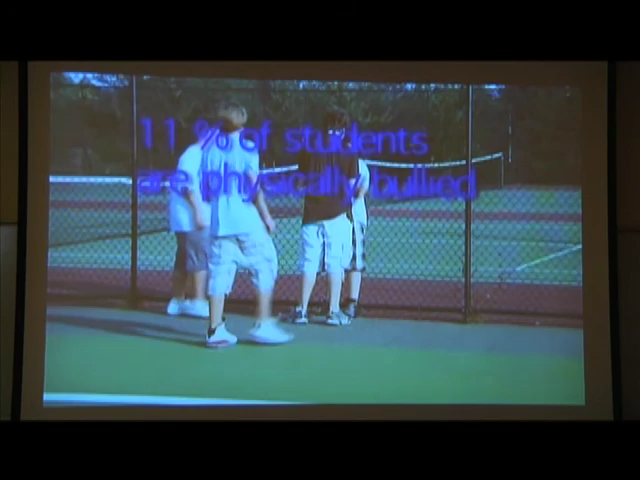 11 % of students
are physically bullied